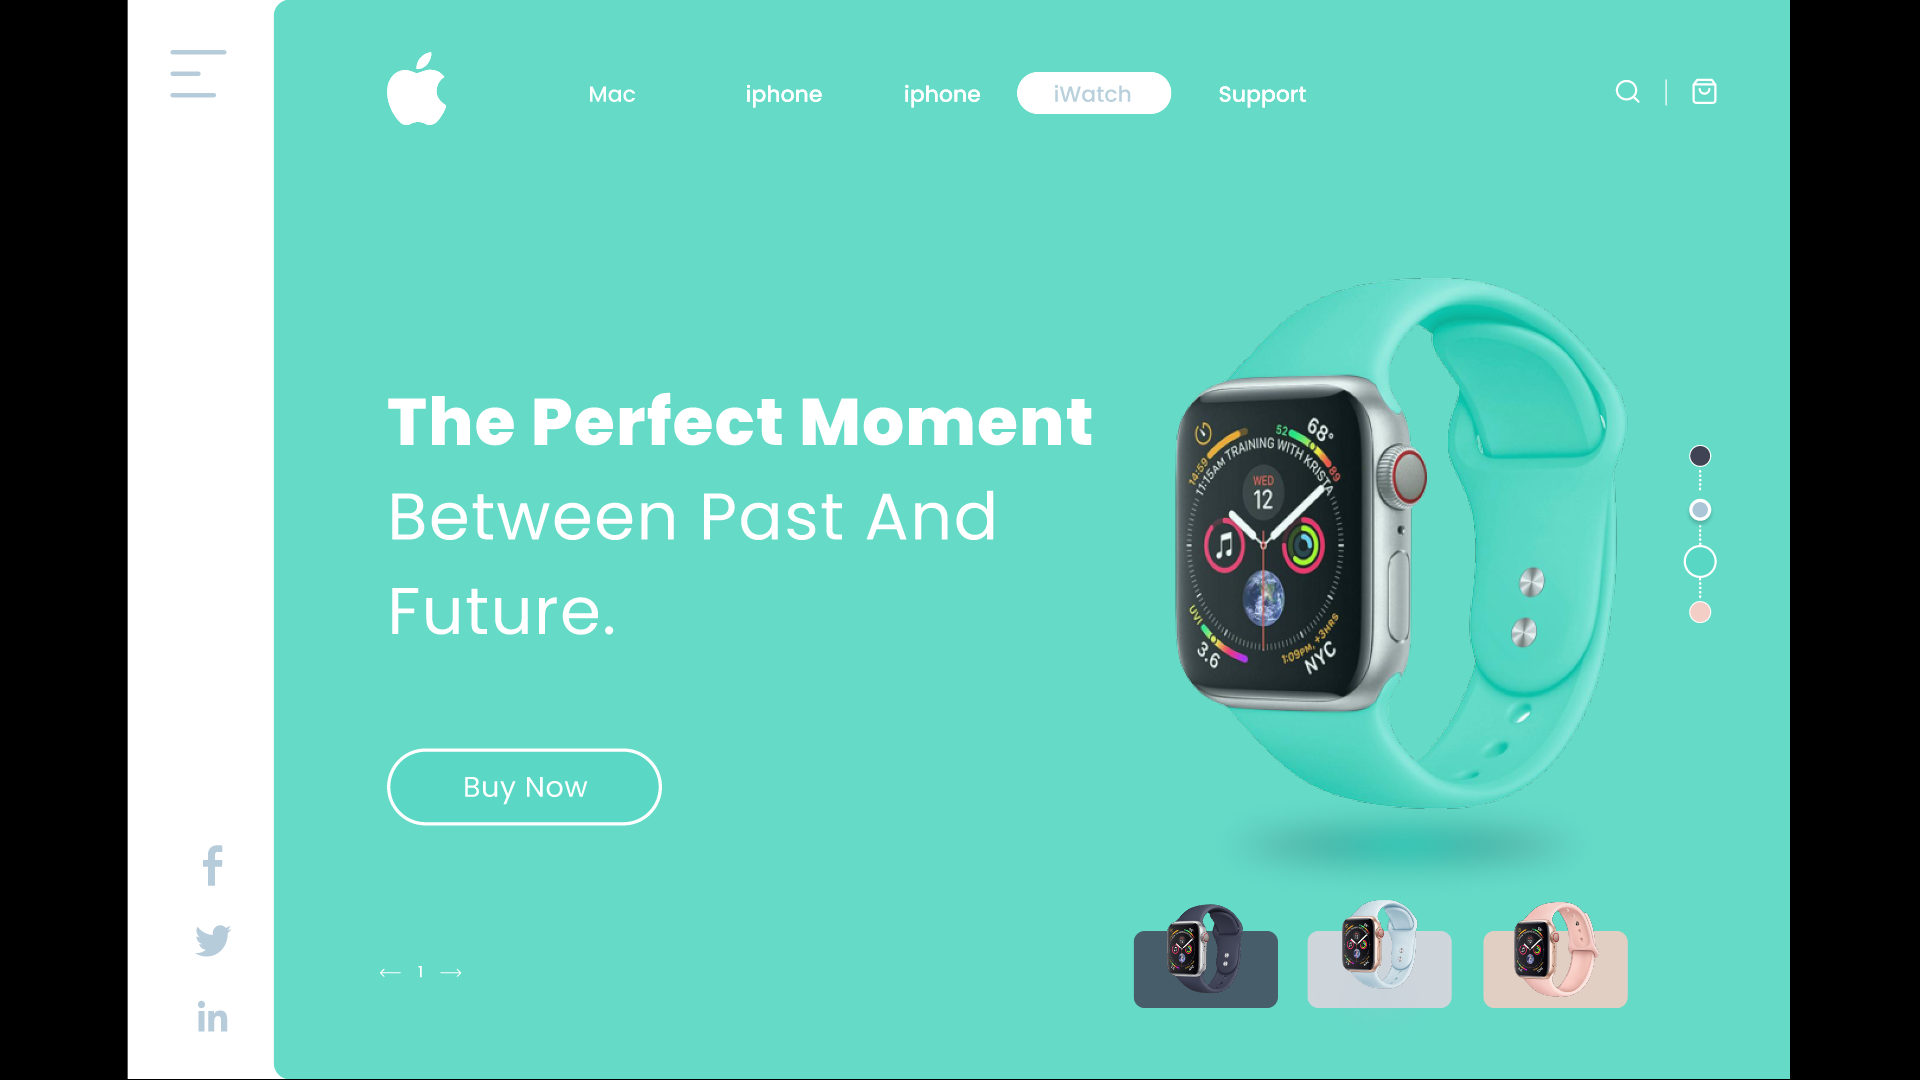 Mac
iphone
iphone
iWatch
Support
The Perfect Moment
Between Past And
Future.
Buy Now
1
14:59
11:15AM TRAINING WITH KRISTA
52
68°
89
WED
12
UVI
3.6
1:09PM, +3HRS
NYC